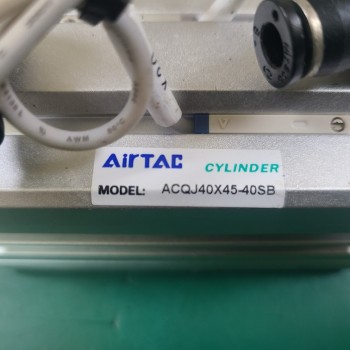 AirTAC CYLINDER
MODEL: ACQJ40X45-40SB